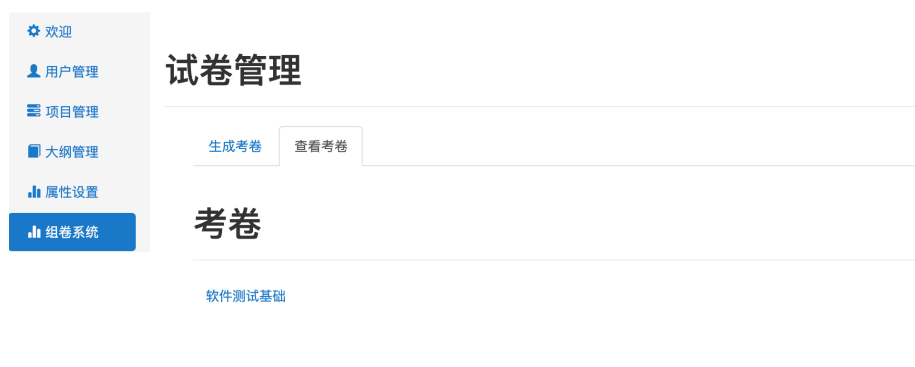 欢迎
用户管理
项目管理
大纲管理
属性设置
组卷系统
试卷管理
生成考卷
查看考卷
考卷
软件测试基础